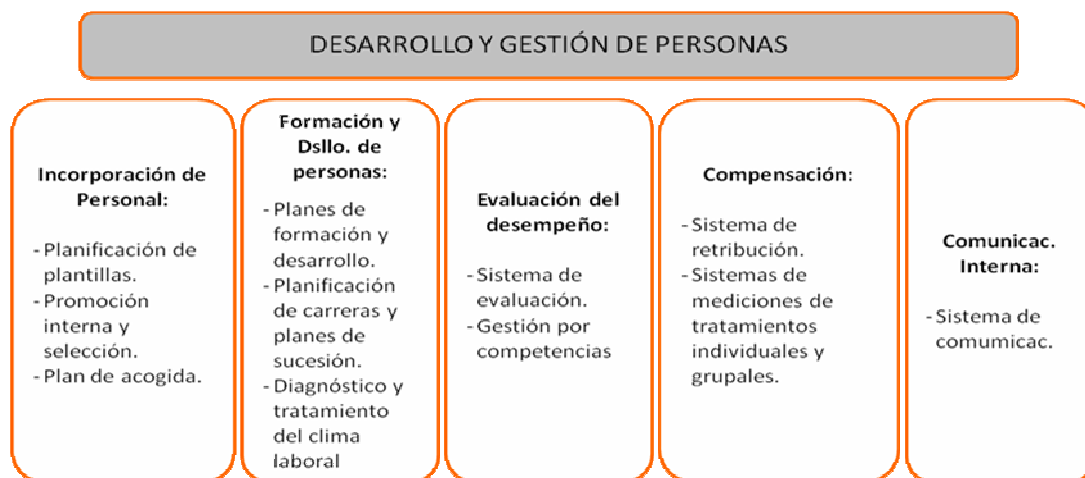 DESARROLLO Y GESTIÓN DE PERSONAS
Incorporación de
Personal:
- Planificación de
plantillas.
- Promoción
interna y
selección.
- Plan de acogida.
Formación y
Dsllo. de
personas:
- Planes de
formación y
desarrollo.
- Planificación
de carreras y
planes de
sucesión.
- Diagnóstico y
tratamiento
del clima
laboral
Evaluación del
desempeño:
- Sistema de
evaluación.
- Gestión por
competencias
Compensación:
- Sistema de
retribución.
- Sistemas de
mediciones de
tratamientos
individuales y
grupales.
Comunicac.
Interna:
- Sistema de
comumicac.